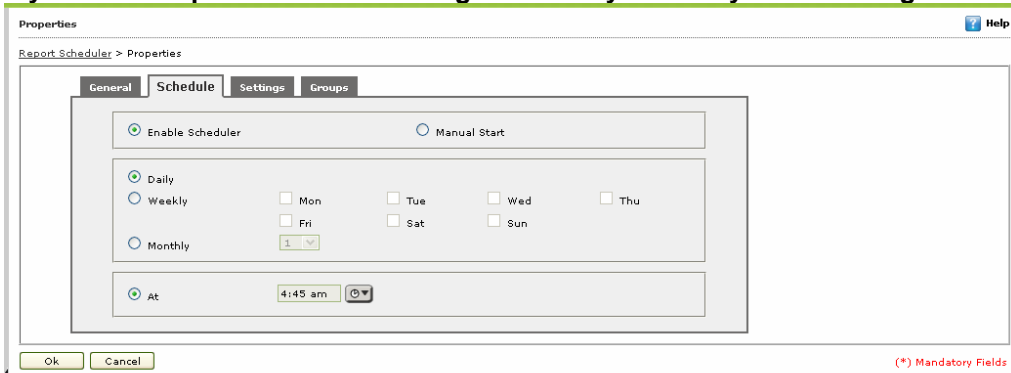 Properties Help
Report Scheduler > Properties
General Schedule Settings Groups
Enable Scheduler Manual Start
Daily
Weekly Mon Tue Wed Thu
Fri Sat Sun
Monthly 1
At 4:45 am
Ok Cancel
(*) Mandatory Fields